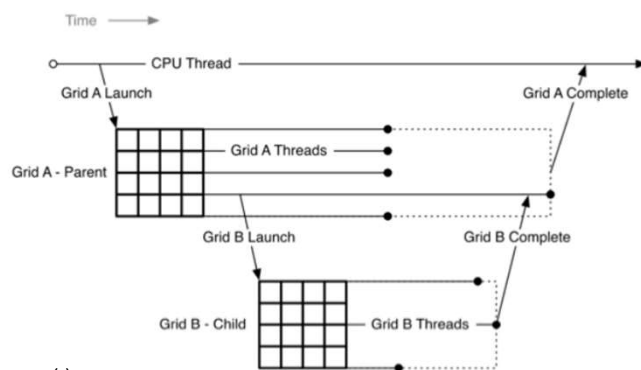 Time
CPU Thread
Grid A Launch
Grid A Complete
Grid A Threads
Grid A - Parent
Grid B Launch
Grid B Complete
Grid B - Child
Grid B Threads